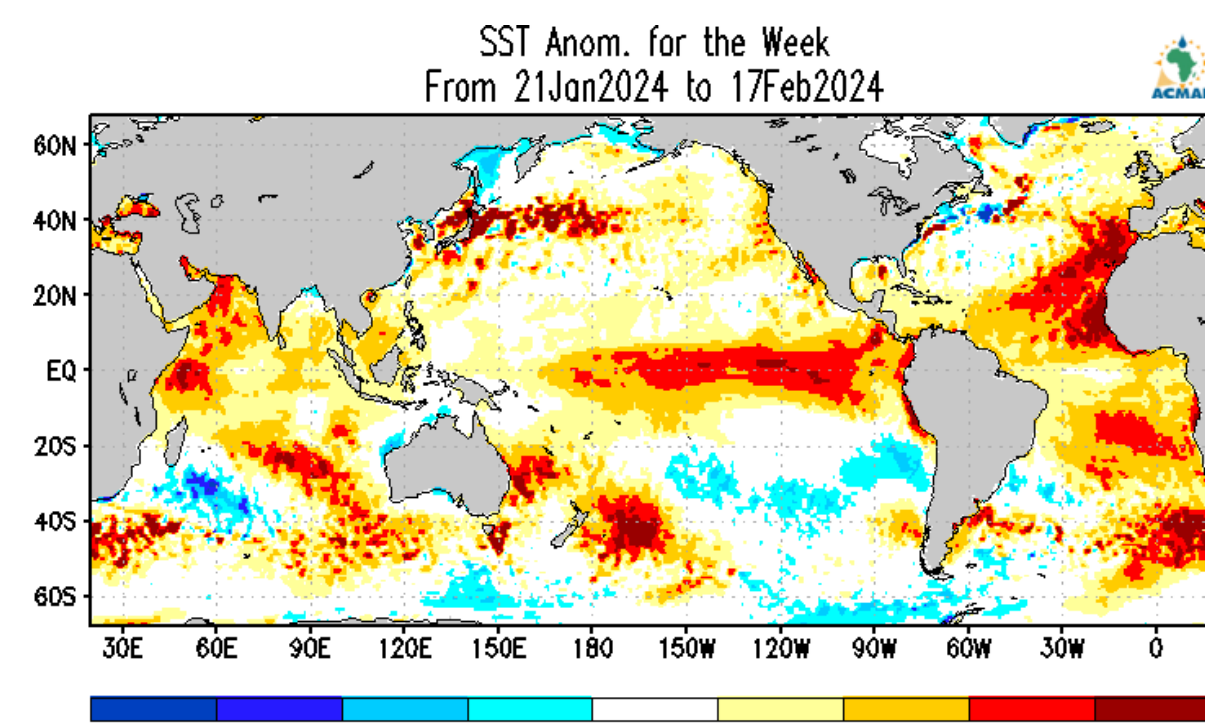 SST Anom. for the Week
From 21Jan2024 to 17Feb2024
60N
40N
20N
EQ
20S
40S
60S
30E 60E 90E 120E 150E 180 150W 120W 90W 60W 30W 0